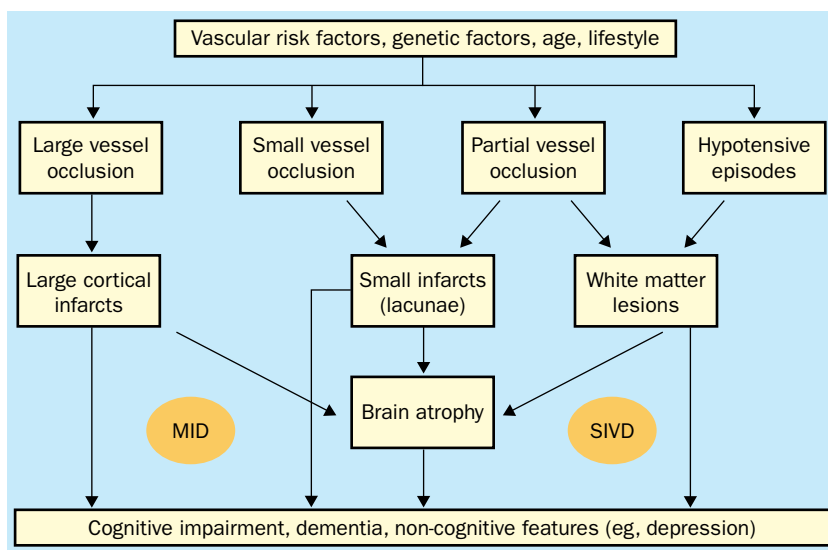 Vascular risk factors, genetic factors, age, lifestyle
Large vessel
occlusion
Small vessel
occlusion
Partial vessel
occlusion
Hypotensive
episodes
Large cortical
infarcts
Small infarcts
(lacunae)
White matter
lesions
Brain atrophy
MID
SIVD
Cognitive impairment, dementia, non-cognitive features (eg, depression)